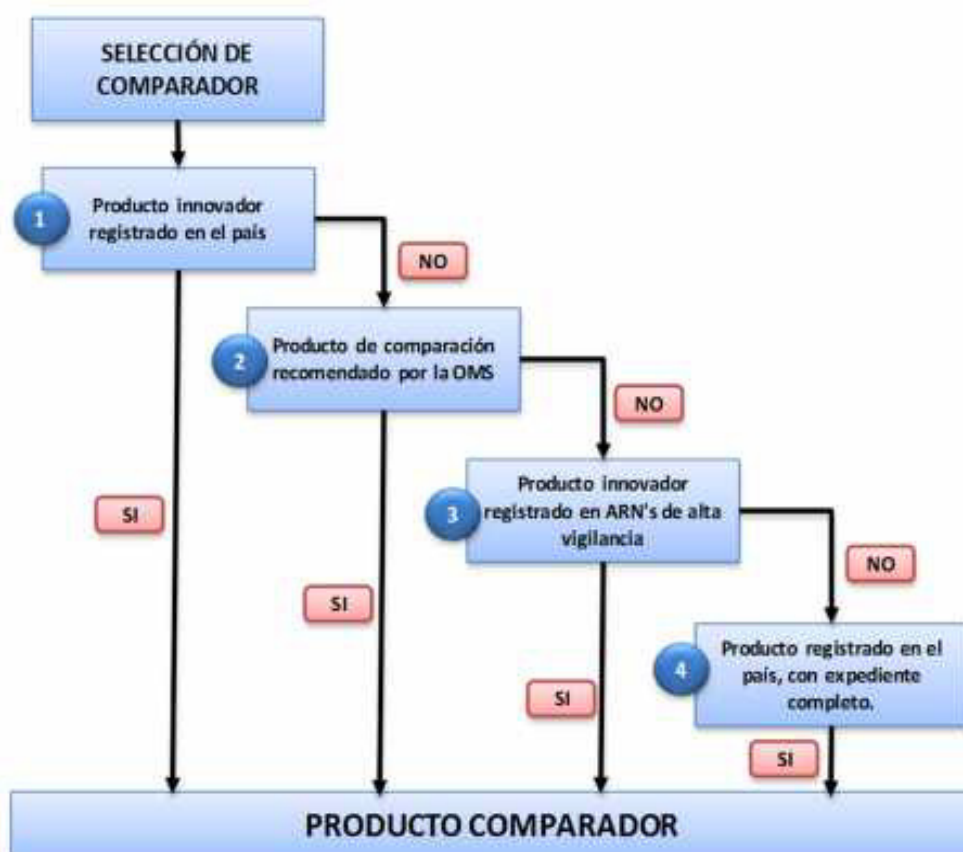 SELECCIÓN DE
COMPARADOR
1
Producto innovador
registrado en el país
NO
2
Producto de comparación
recomendado por la OMS
NO
SI
3
Producto innovador
registrado en ARN's de alta
vigilancia
NO
SI
4
Producto registrado en el
país, con expediente
completo.
SI
SI
PRODUCTO COMPARADOR